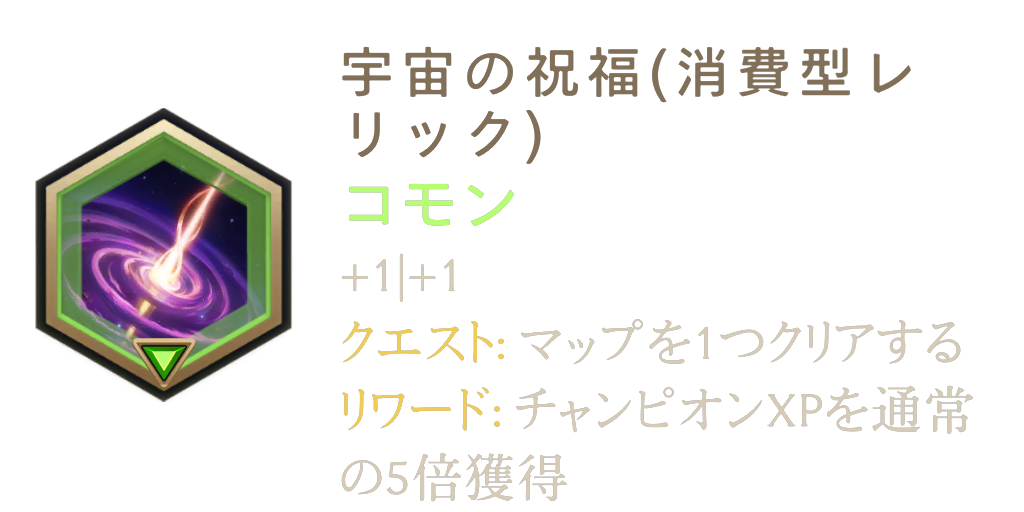 宇宙の祝福(消費型レ
リック)
コモン
+1|+1
クエスト: マップを1つクリアする
リワード: チャンピオンXPを通常
の5倍獲得